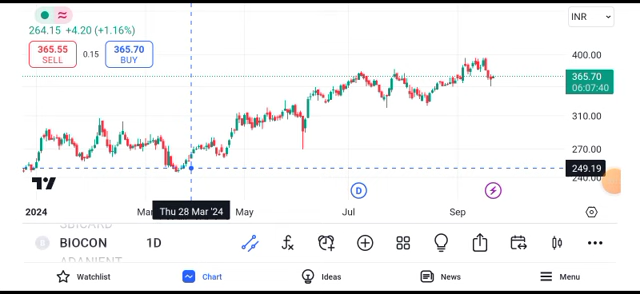 INR
264.15 +4.20 (+1.16%)
365.55 SELL 0.15 365.70 BUY
400.00
365.70
06:07:40
310.00
270.00
249.19
240.00
D
2024 Mar Thu 28 Mar '24 May Jul Sep
SBICARD
B BIOCON 1D
ADANIENT
Watchlist Chart Ideas News Menu